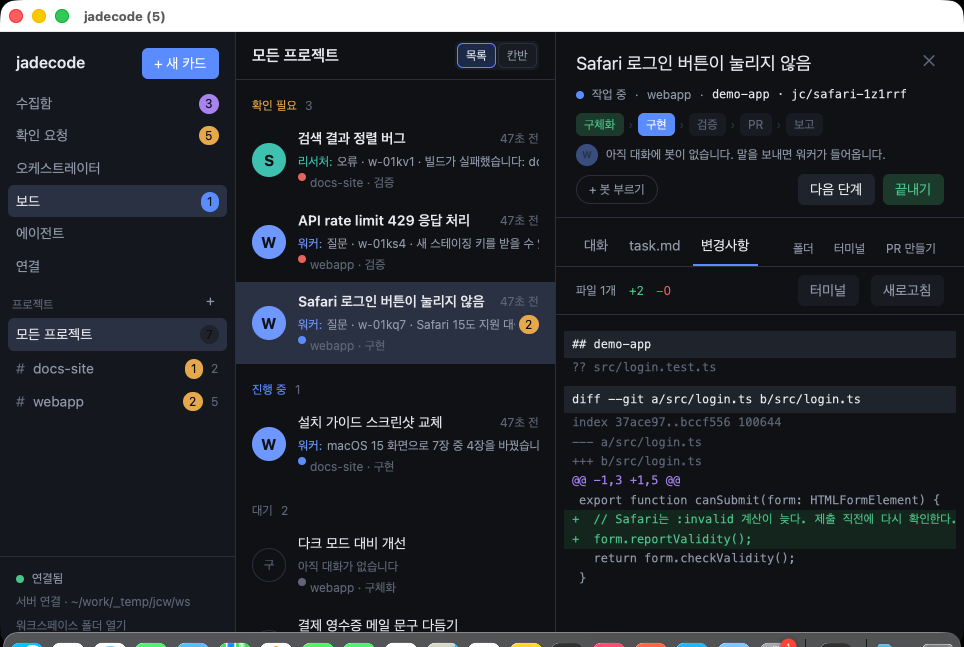 jadecode (5)
jadecode
+ 새 카드
수집함
3
확인 요청
5
오케스트레이터
보드
1
에이전트
연결
프로젝트
+
모든 프로젝트
7
# docs-site
1
2
# webapp
2
5
연결됨
서버 연결 · ~/work/_temp/jcw/ws
워크스페이스 폴더 열기
모든 프로젝트
목록
칸반
확인 필요 3
S
검색 결과 정렬 버그
47초 전
리서처: 오류 · w-01kv1 · 빌드가 실패했습니다:
docs-site · 검증
W
API rate limit 429 응답 처리
47초 전
워커: 질문 · w-01ks4 · 새 스테이징 키를 받을 수
webapp · 검증
W
Safari 로그인 버튼이 눌리지 않음
47초 전
워커: 질문 · w-01kq7 · Safari 15도 지원 대
2
webapp · 구현
진행 중 1
W
설치 가이드 스크린샷 교체
47초 전
워커: macOS 15 화면으로 7장 중 4장을 바꿨습니
docs-site · 구현
대기 2
구
다크 모드 대비 개선
아직 대화가 없습니다
webapp · 구체화
결제 영수증 메일 문구 다듬기
Safari 로그인 버튼이 눌리지 않음
작업 중 · webapp · demo-app · jc/safari-1z1rrf
구체화 › 구현 › 검증 › PR › 보고
W
아직 대화에 봇이 없습니다. 말을 보내면 워커가 들어옵니다.
+ 봇 부르기
다음 단계
끝내기
대화
task.md
변경사항
폴더
터미널
PR 만들기
파일 1개 +2 −0
터미널
새로고침
## demo-app
?? src/login.test.ts
diff --git a/src/login.ts b/src/login.ts
index 37ace97..bccf556 100644
--- a/src/login.ts
+++ b/src/login.ts
@@ -1,3 +1,5 @@
export function canSubmit(form: HTMLFormElement) {
+  // Safari는 :invalid 계산이 늦다. 제출 직전에 다시 확인한다.
+  form.reportValidity();
return form.checkValidity();
}
1